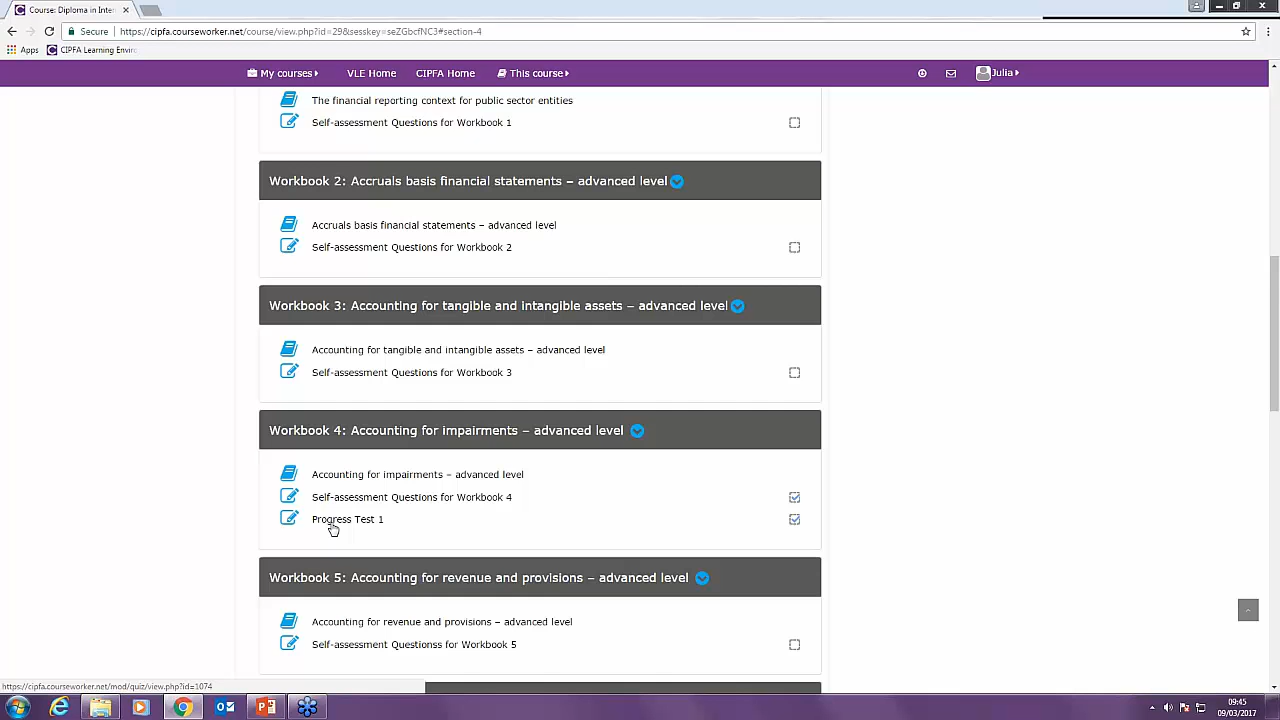 Course: Diploma in Inter
Secure
https://cipfa.courseworker.net/course/view.php?id=29&sesskey=seZGbcfNC3#section-4
Apps
CIPFA Learning Enviro
My courses
VLE Home
CIPFA Home
This course
Julia
The financial reporting context for public sector entities
Self-assessment Questions for Workbook 1
Workbook 2: Accruals basis financial statements – advanced level
Accruals basis financial statements – advanced level
Self-assessment Questions for Workbook 2
Workbook 3: Accounting for tangible and intangible assets – advanced level
Accounting for tangible and intangible assets – advanced level
Self-assessment Questions for Workbook 3
Workbook 4: Accounting for impairments – advanced level
Accounting for impairments – advanced level
Self-assessment Questions for Workbook 4
Progress Test 1
Workbook 5: Accounting for revenue and provisions – advanced level
Accounting for revenue and provisions – advanced level
Self-assessment Questionss for Workbook 5
https://cipfa.courseworker.net/mod/quiz/view.php?id=1074
09:45
09/03/2017